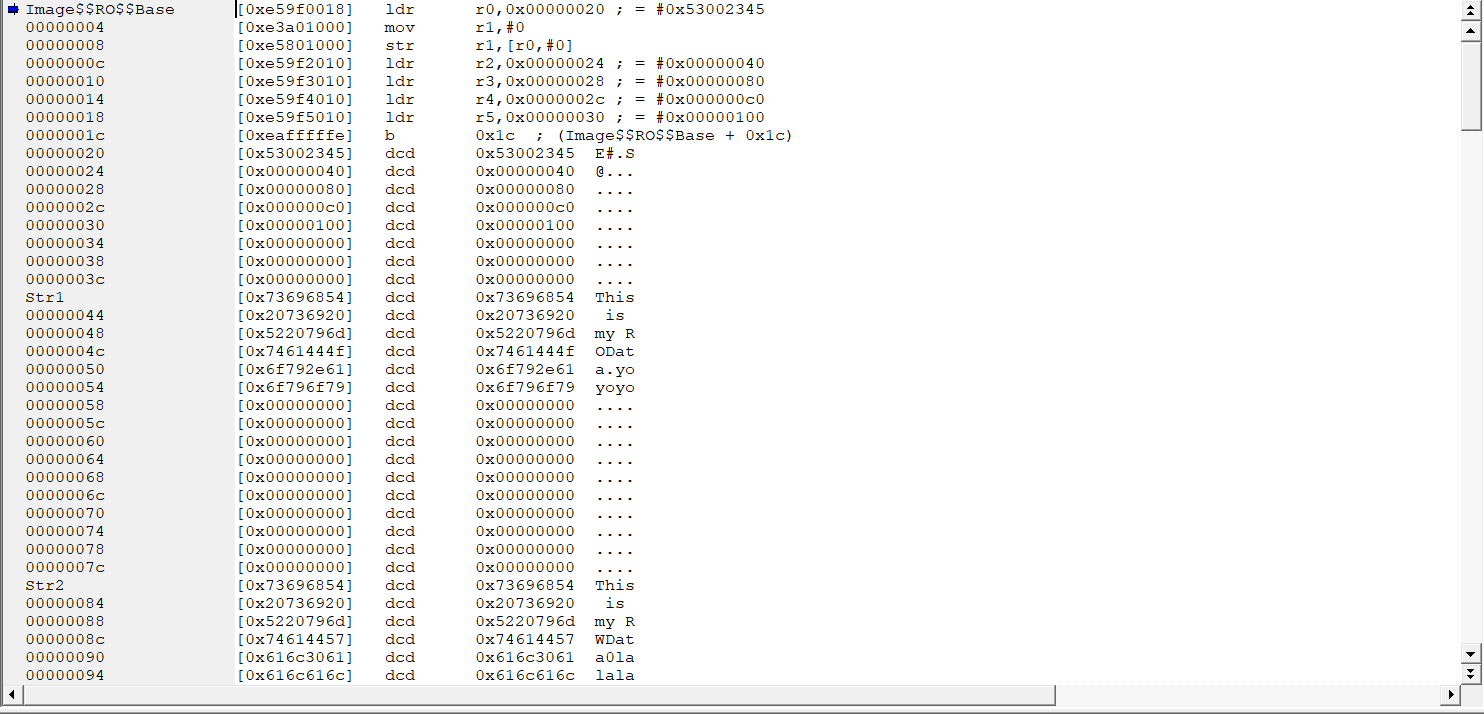 Image$$RO$$Base [0xe59f0018] ldr r0,0x00000020 ; = #0x53002345
00000004 [0xe3a01000] mov r1,#0
00000008 [0xe5801000] str r1,[r0,#0]
0000000c [0xe59f2010] ldr r2,0x00000024 ; = #0x00000040
00000010 [0xe59f3010] ldr r3,0x00000028 ; = #0x00000080
00000014 [0xe59f4010] ldr r4,0x0000002c ; = #0x000000c0
00000018 [0xe59f5010] ldr r5,0x00000030 ; = #0x00000100
0000001c [0xeafffffe] b 0x1c ; (Image$$RO$$Base + 0x1c)
00000020 [0x53002345] dcd 0x53002345 E#.S
00000024 [0x00000040] dcd 0x00000040 @...
00000028 [0x00000080] dcd 0x00000080 ....
0000002c [0x000000c0] dcd 0x000000c0 ....
00000030 [0x00000100] dcd 0x00000100 ....
00000034 [0x00000000] dcd 0x00000000 ....
00000038 [0x00000000] dcd 0x00000000 ....
0000003c [0x00000000] dcd 0x00000000 ....
Str1 [0x73696854] dcd 0x73696854 This
00000044 [0x20736920] dcd 0x20736920 is
00000048 [0x5220796d] dcd 0x5220796d my R
0000004c [0x7461444f] dcd 0x7461444f ODat
00000050 [0x6f792e61] dcd 0x6f792e61 a.yo
00000054 [0x6f796f79] dcd 0x6f796f79 yoyo
00000058 [0x00000000] dcd 0x00000000 ....
0000005c [0x00000000] dcd 0x00000000 ....
00000060 [0x00000000] dcd 0x00000000 ....
00000064 [0x00000000] dcd 0x00000000 ....
00000068 [0x00000000] dcd 0x00000000 ....
0000006c [0x00000000] dcd 0x00000000 ....
00000070 [0x00000000] dcd 0x00000000 ....
00000074 [0x00000000] dcd 0x00000000 ....
00000078 [0x00000000] dcd 0x00000000 ....
0000007c [0x00000000] dcd 0x00000000 ....
Str2 [0x73696854] dcd 0x73696854 This
00000084 [0x20736920] dcd 0x20736920 is
00000088 [0x5220796d] dcd 0x5220796d my R
0000008c [0x74614457] dcd 0x74614457 WDat
00000090 [0x616c3061] dcd 0x616c3061 a0la
00000094 [0x616c616c] dcd 0x616c616c lala